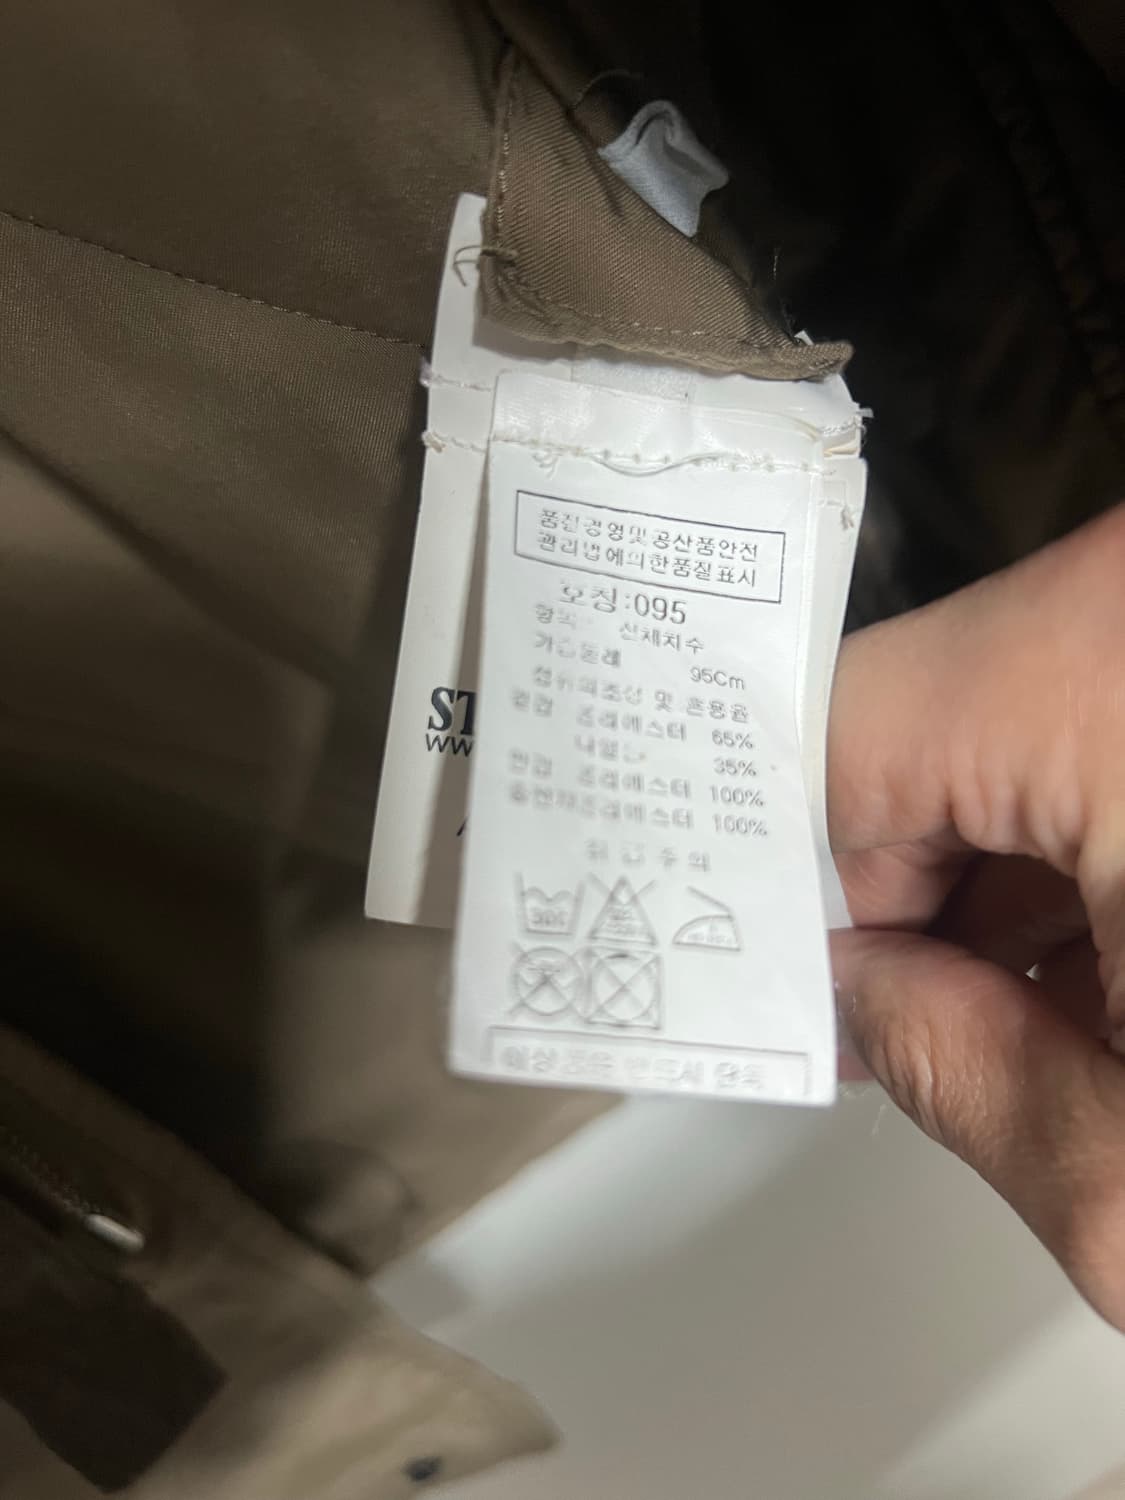 품질경영및공산품안전
관리법에의한품질표시
호칭:095
항목 신체치수
가슴둘레 95Cm
섬유의조성 및 혼용율
겉감 폴리에스터 65%
나일론 35%
안감 폴리에스터 100%
충전재폴리에스터 100%
취급주의
30℃
ST
WW
A